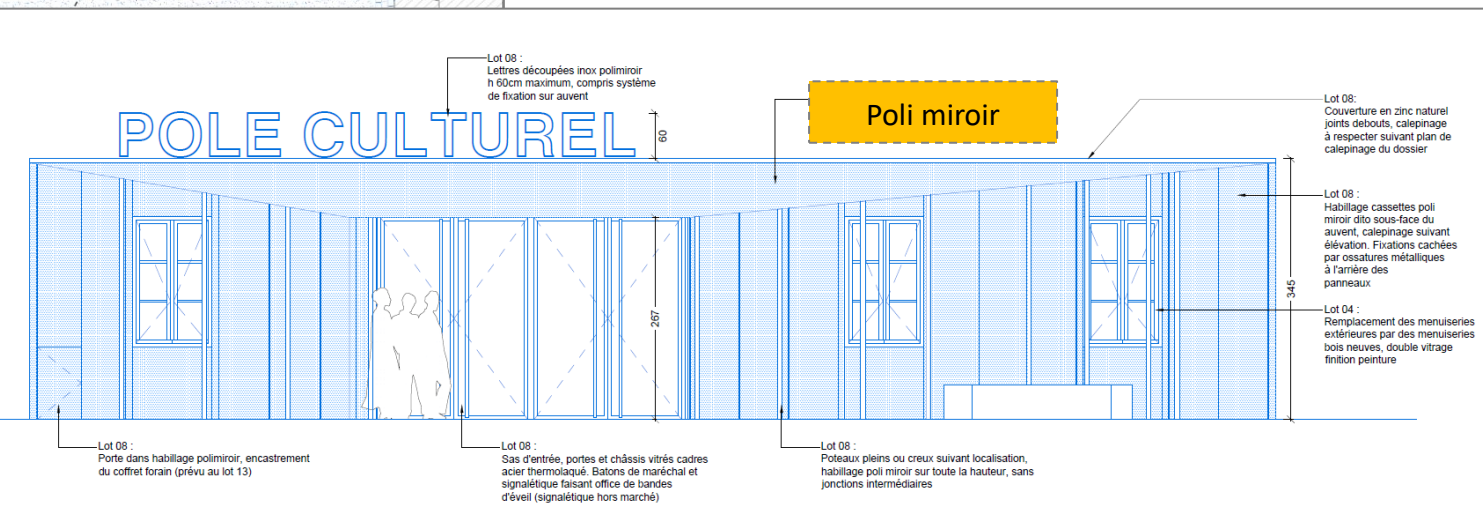 Lot 08 :
Lettres découpées inox polimiroir
h 60cm maximum, compris système
de fixation sur auvent
POLE CULTUREL
60
Poli miroir
Lot 08:
Couverture en zinc naturel
joints debouts, calepinage
à respecter suivant plan de
calepinage du dossier
Lot 08 :
Habillage cassettes poli
miroir dito sous-face du
auvent, calepinage suivant
élévation. Fixations cachées
par ossatures métalliques
à l'arrière des
panneaux
267
345
Lot 04 :
Remplacement des menuiseries
extérieures par des menuiseries
bois neuves, double vitrage
finition peinture
Lot 08 :
Porte dans habillage polimiroir, encastrement
du coffret forain (prévu au lot 13)
Lot 08 :
Sas d'entrée, portes et châssis vitrés cadres
acier thermolaqué. Batons de maréchal et
signalétique faisant office de bandes
d'éveil (signalétique hors marché)
Lot 08 :
Poteaux pleins ou creux suivant localisation,
habillage poli miroir sur toute la hauteur, sans
jonctions intermédiaires